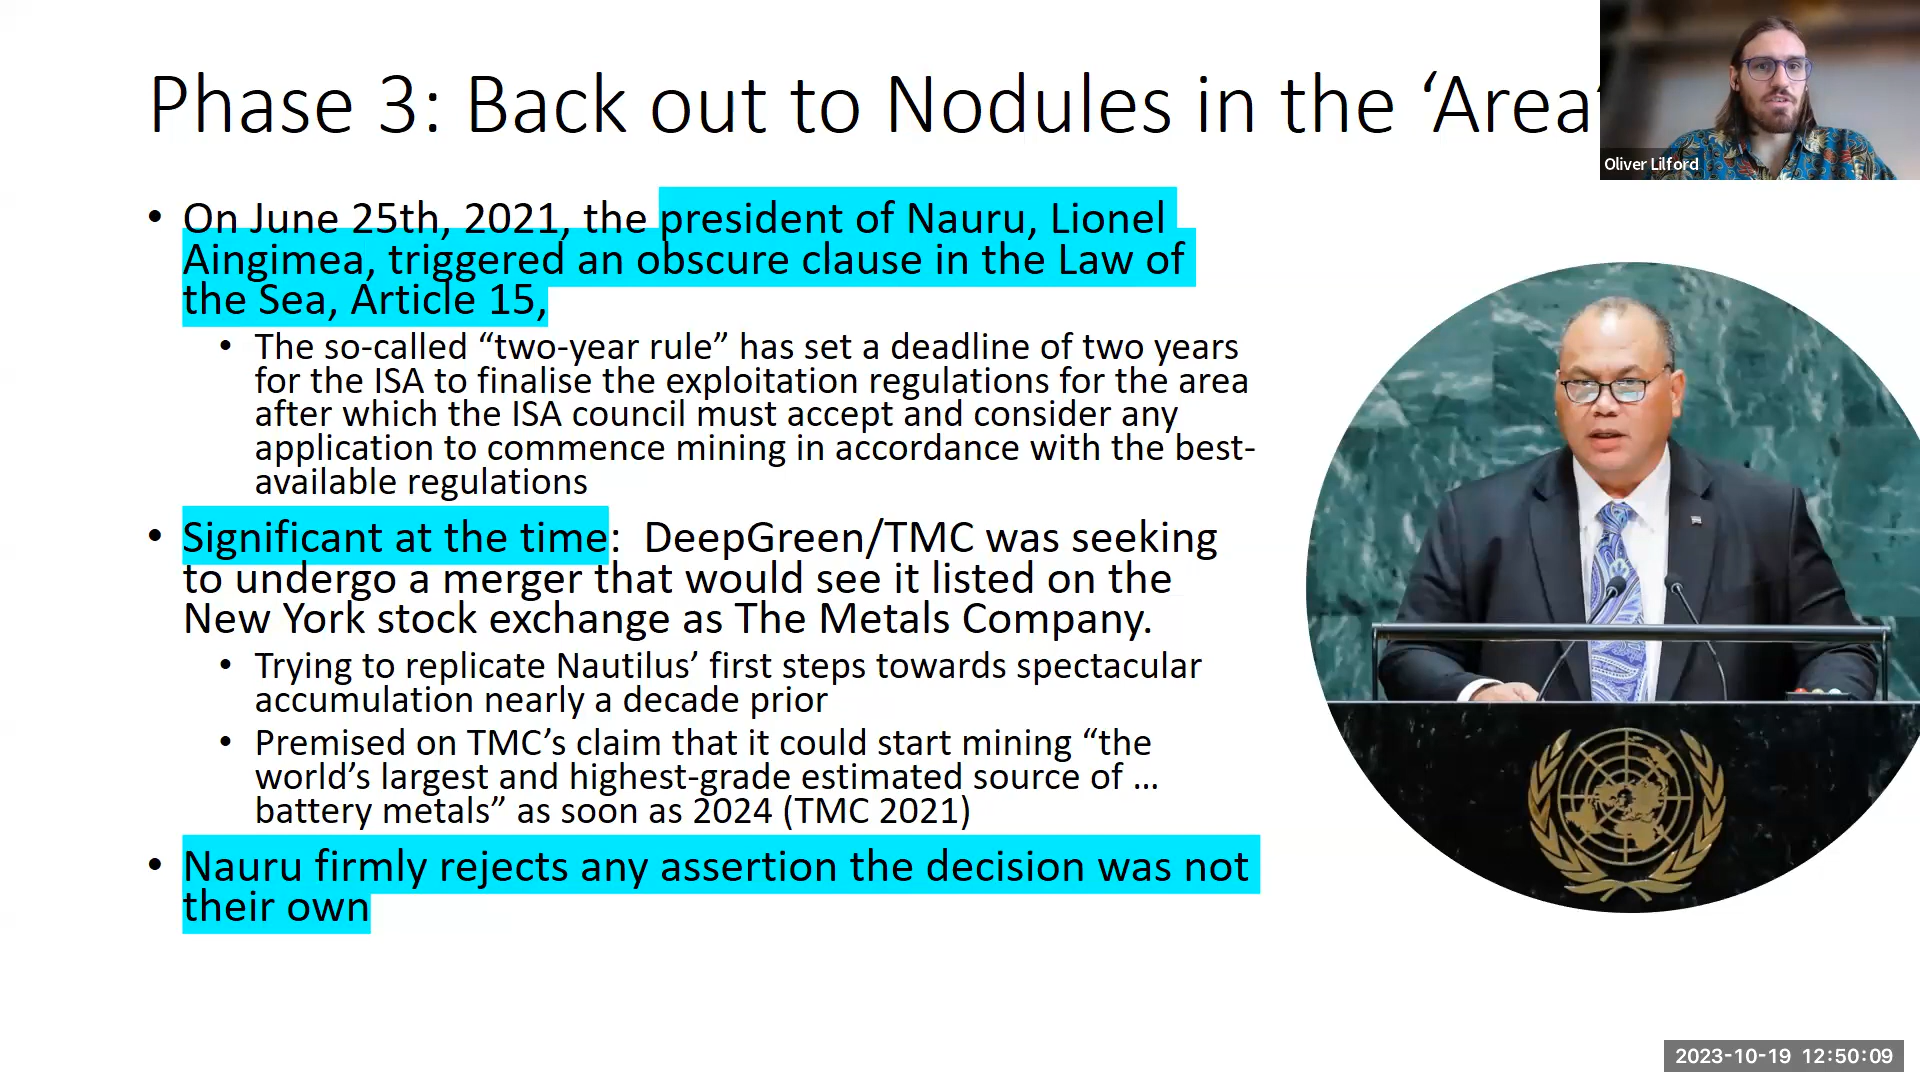 Phase 3: Back out to Nodules in the ‘Area’
Oliver Lilford
• On June 25th, 2021, the president of Nauru, Lionel
Aingimea, triggered an obscure clause in the Law of
the Sea, Article 15,
• The so-called “two-year rule” has set a deadline of two years
for the ISA to finalise the exploitation regulations for the area
after which the ISA council must accept and consider any
application to commence mining in accordance with the best-
available regulations
• Significant at the time:  DeepGreen/TMC was seeking
to undergo a merger that would see it listed on the
New York stock exchange as The Metals Company.
• Trying to replicate Nautilus’ first steps towards spectacular
accumulation nearly a decade prior
• Premised on TMC’s claim that it could start mining “the
world’s largest and highest-grade estimated source of …
battery metals” as soon as 2024 (TMC 2021)
• Nauru firmly rejects any assertion the decision was not
their own
2023-10-19 12:50:09